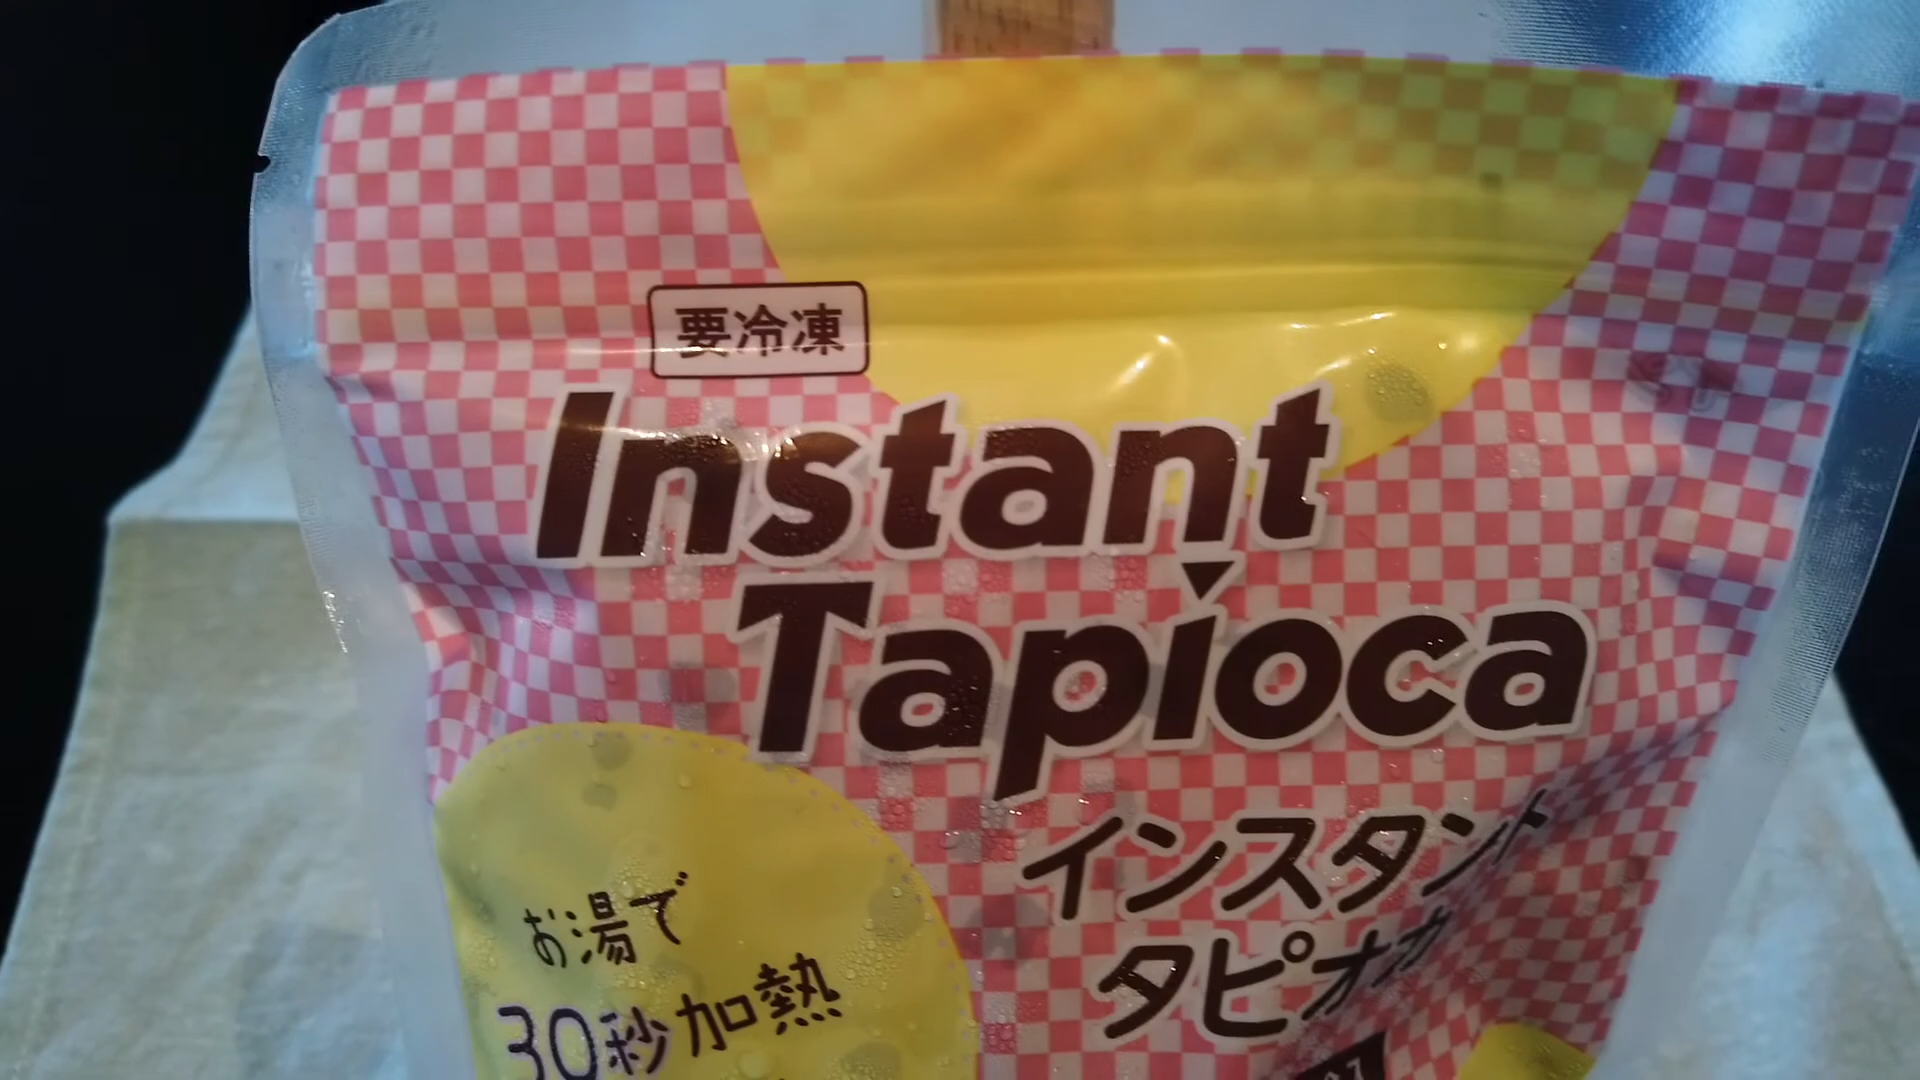 要冷凍
Instant
Tapioca
インスタント
タピオカ
お湯で
30秒加熱